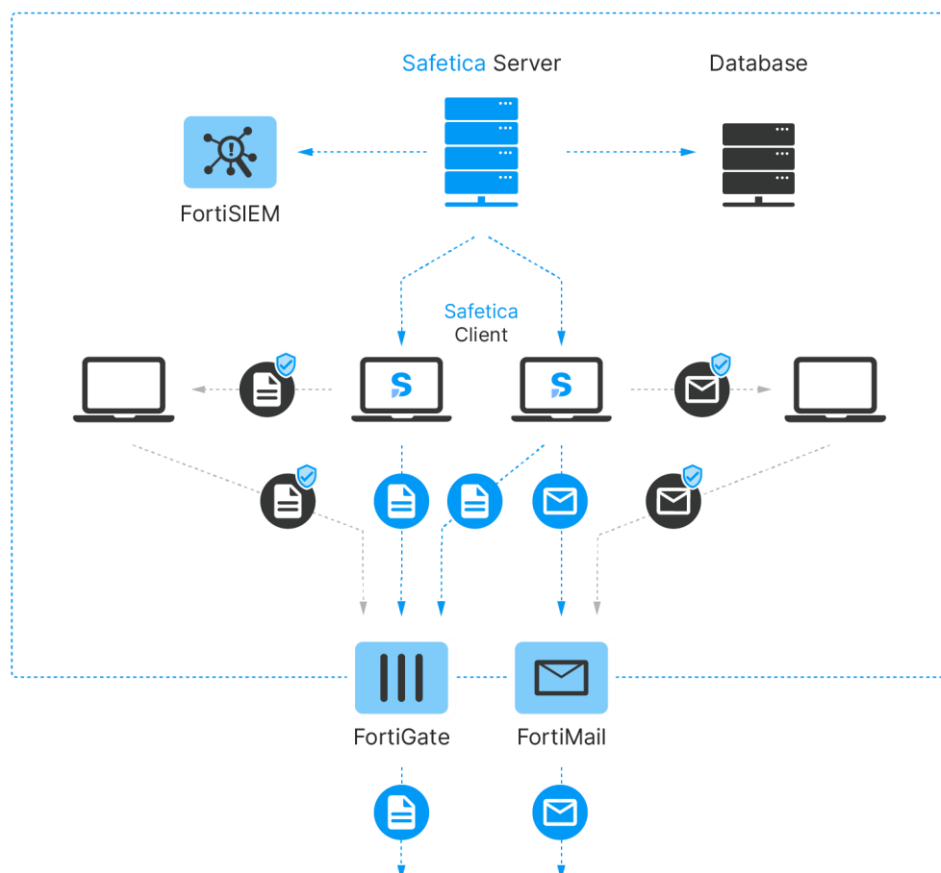 Safetica Server
Database
FortiSIEM
Safetica
Client
S
S
FortiGate
FortiMail